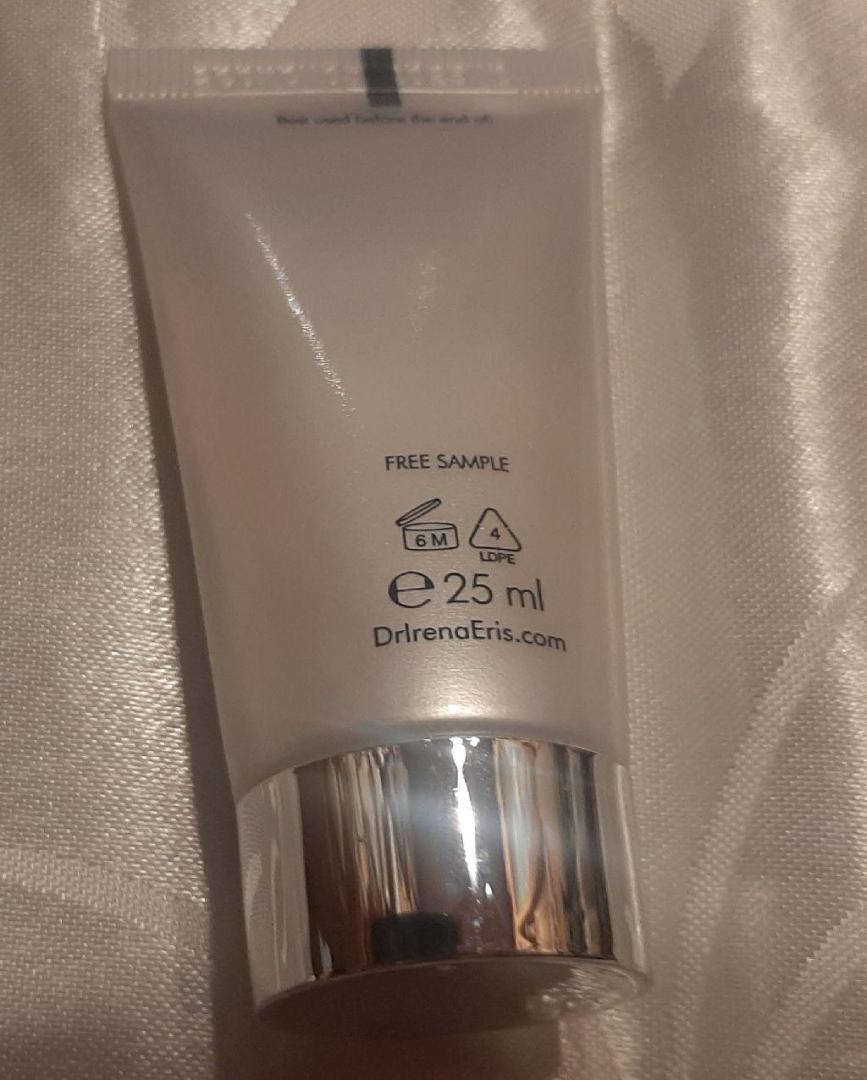 Best used before the end of:
FREE SAMPLE
6 M
4
LDPE
e 25 ml
DrIrenaEris.com